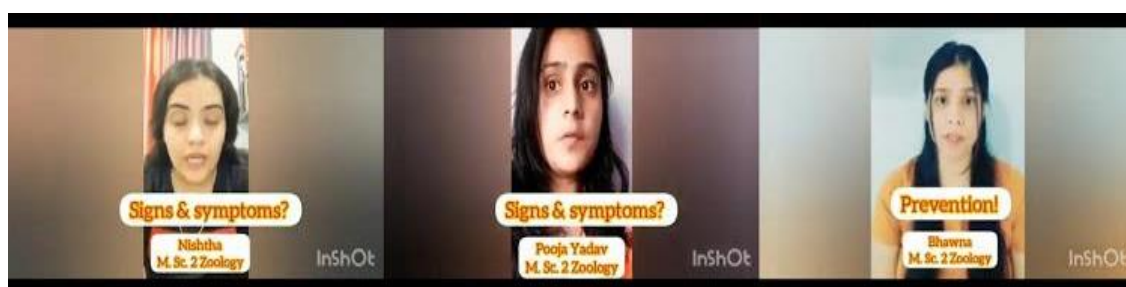 Signs & symptoms?
Nishtha
M. Sc. 2 Zoology
InShOt
Signs & symptoms?
Pooja Yadav
M. Sc. 2 Zoology
InShOt
Prevention!
Bhawna
M. Sc. 2 Zoology
InShOt